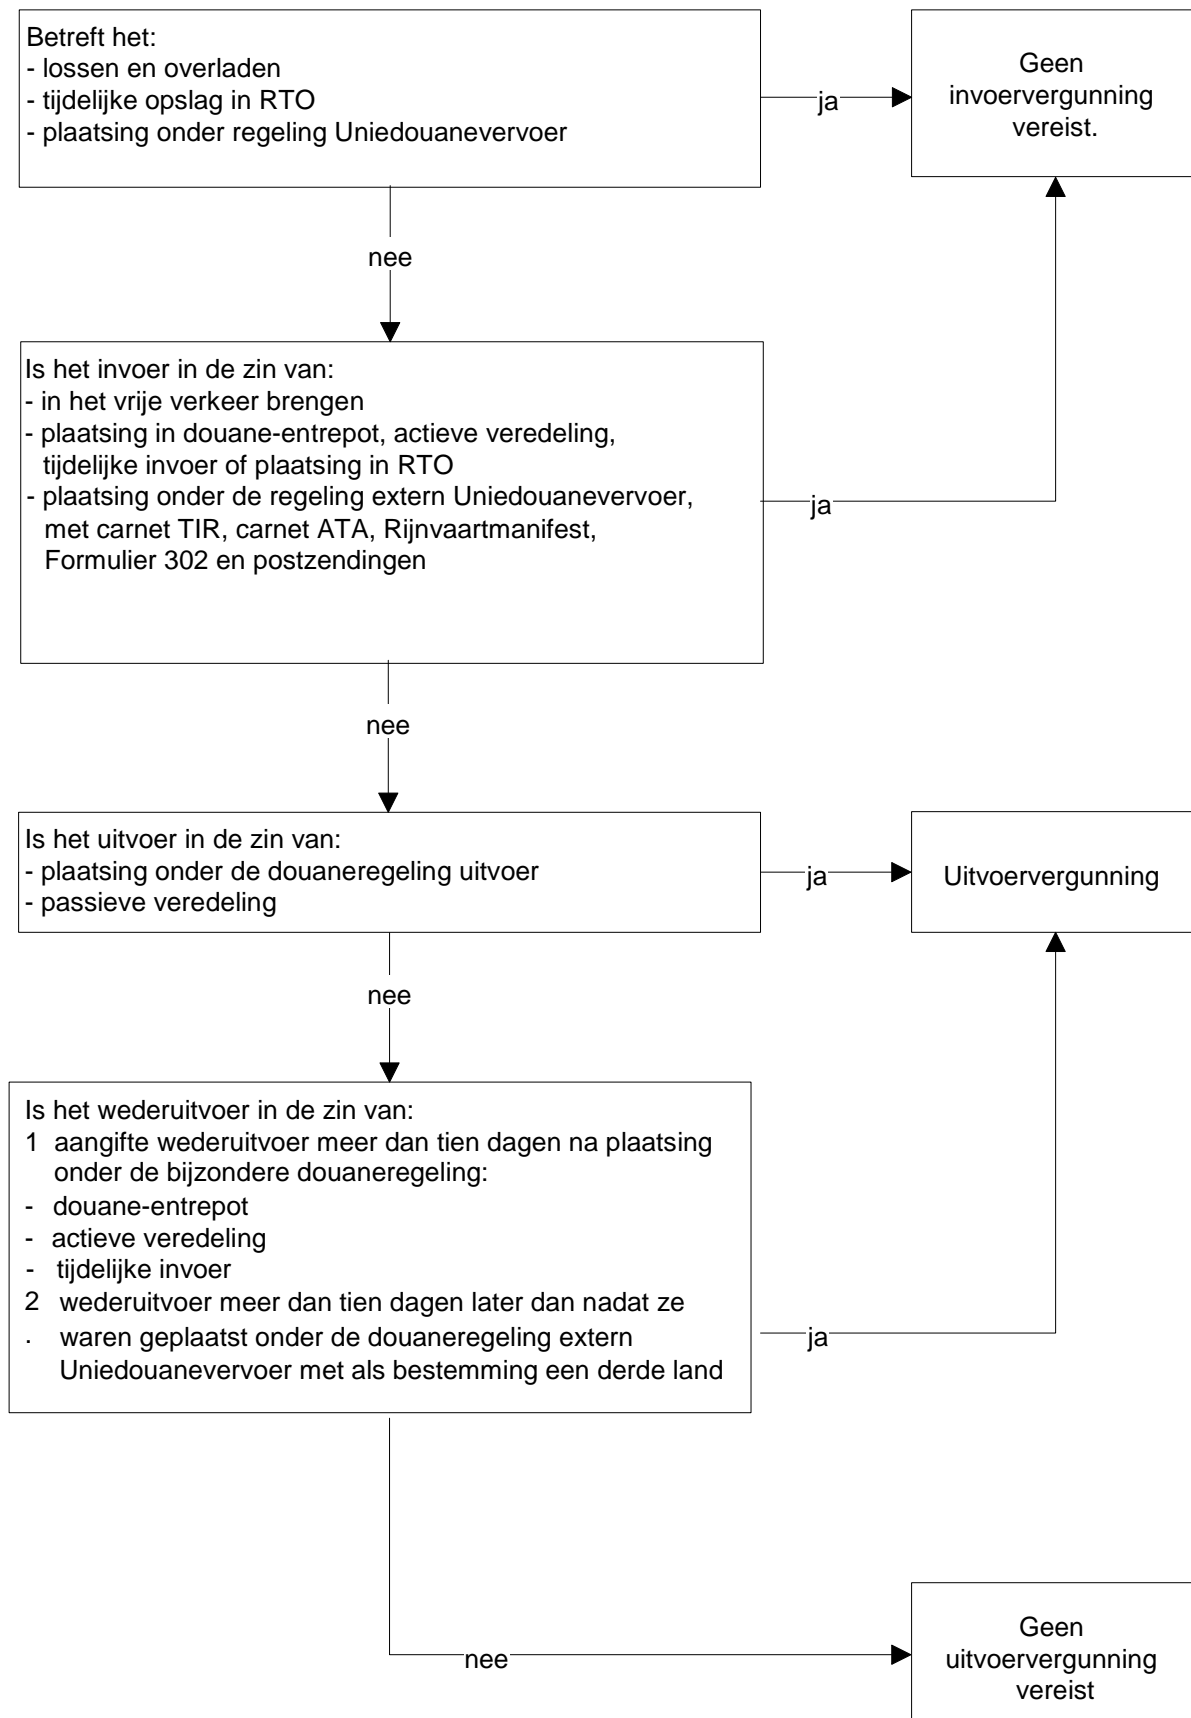 Betreft het:
- lossen en overladen
- tijdelijke opslag in RTO
- plaatsing onder regeling Uniedouanevervoer
ja
Geen
invoervergunning
vereist.
nee
Is het invoer in de zin van:
- in het vrije verkeer brengen
- plaatsing in douane-entrepot, actieve veredeling,
tijdelijke invoer of plaatsing in RTO
- plaatsing onder de regeling extern Uniedouanevervoer,
met carnet TIR, carnet ATA, Rijnvaartmanifest,
Formulier 302 en postzendingen
ja
nee
Is het uitvoer in de zin van:
- plaatsing onder de douaneregeling uitvoer
- passieve veredeling
ja
Uitvoervergunning
nee
Is het wederuitvoer in de zin van:
1 aangifte wederuitvoer meer dan tien dagen na plaatsing
onder de bijzondere douaneregeling:
- douane-entrepot
- actieve veredeling
- tijdelijke invoer
2 wederuitvoer meer dan tien dagen later dan nadat ze
. waren geplaatst onder de douaneregeling extern
Uniedouanevervoer met als bestemming een derde land
ja
nee
Geen
uitvoervergunning
vereist